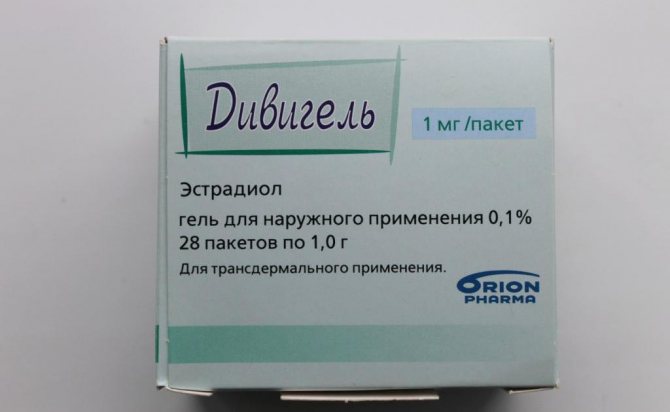 Дивигель
1 мг /пакет
Эстрадиол
гель для наружного применения 0,1%
28 пакетов по 1,0 г
Для трансдермального применения.
ORION
PHARMA